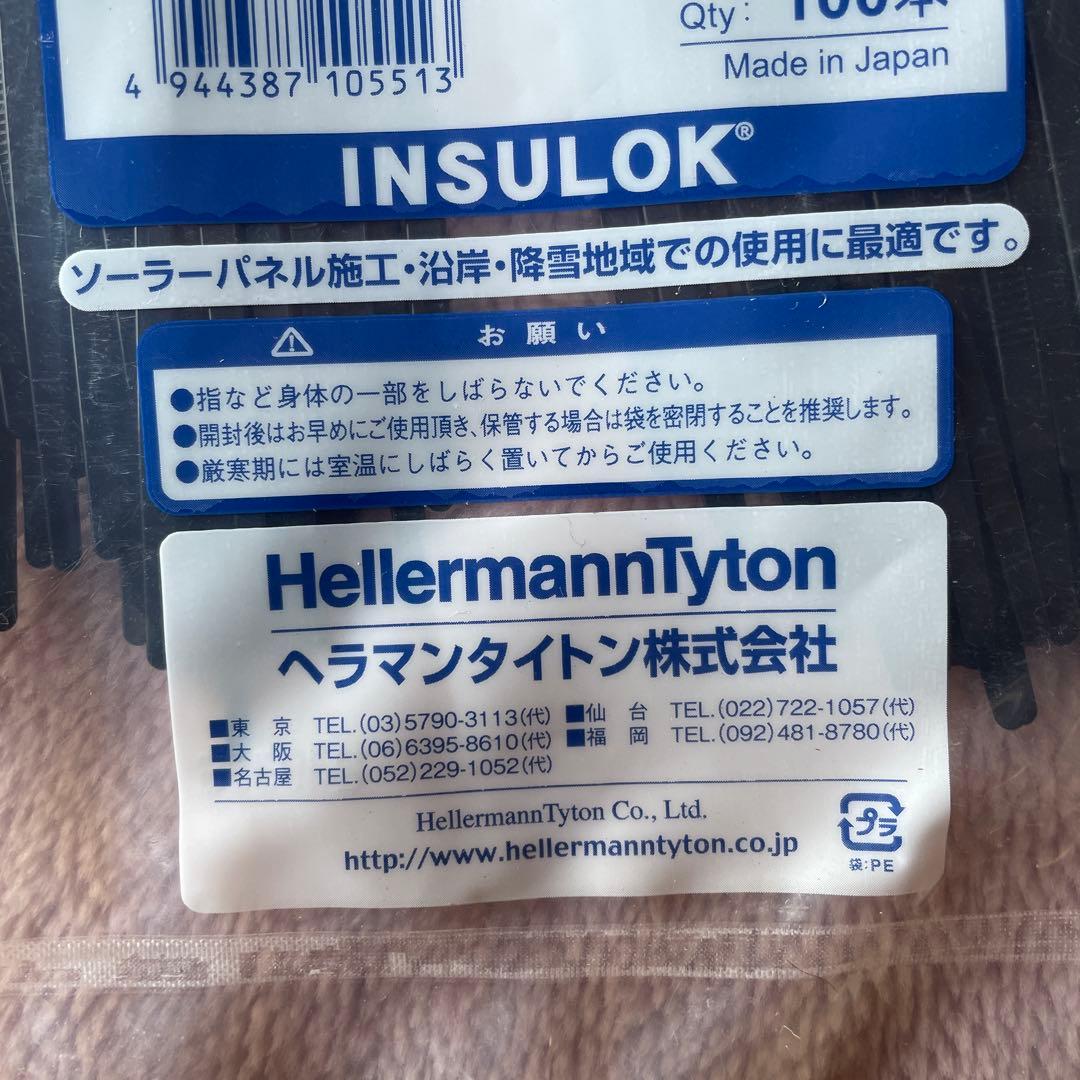 Qty: 100本
4 944387 105513
Made in Japan
INSULOK®
ソーラーパネル施工・沿岸・降雪地域での使用に最適です。
お願い
●指など身体の一部をしばらないでください。
●開封後はお早めにご使用頂き、保管する場合は袋を密閉することを推奨します。
●厳寒期には室温にしばらく置いてからご使用ください。
HellermannTyton
ヘラマンタイトン株式会社
■東 京 TEL.(03)5790-3113(代) ■仙 台 TEL.(022)722-1057(代)
■大 阪 TEL.(06)6395-8610(代) ■福 岡 TEL.(092)481-8780(代)
■名古屋 TEL.(052)229-1052(代)
HellermannTyton Co., Ltd.
http://www.hellermanntyton.co.jp
プラ
袋:PE